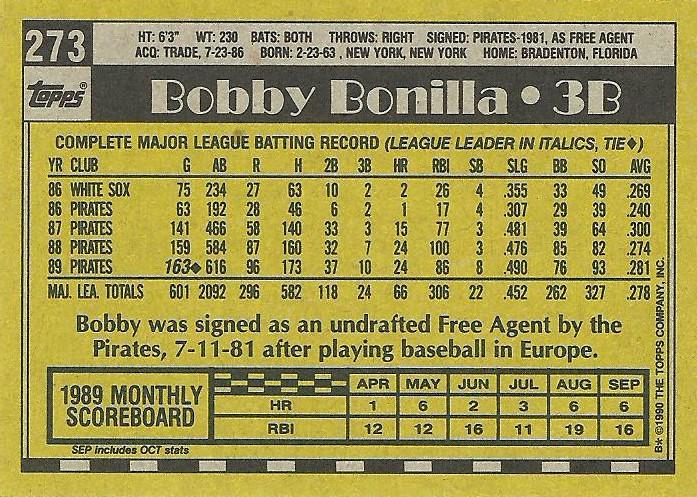 273
HT: 6'3" WT: 230 BATS: BOTH THROWS: RIGHT SIGNED: PIRATES-1981, AS FREE AGENT
ACQ: TRADE, 7-23-86 BORN: 2-23-63 , NEW YORK, NEW YORK HOME: BRADENTON, FLORIDA
TOPPS®
Bobby Bonilla • 3B
COMPLETE MAJOR LEAGUE BATTING RECORD (LEAGUE LEADER IN ITALICS, TIE♦)
YR CLUB G AB R H 2B 3B HR RBI SB SLG BB SO AVG
86 WHITE SOX 75 234 27 63 10 2 2 26 4 .355 33 49 .269
86 PIRATES 63 192 28 46 6 2 1 17 4 .307 29 39 .240
87 PIRATES 141 466 58 140 33 3 15 77 3 .481 39 64 .300
88 PIRATES 159 584 87 160 32 7 24 100 3 .476 85 82 .274
89 PIRATES 163♦ 616 96 173 37 10 24 86 8 .490 76 93 .281
MAJ. LEA. TOTALS 601 2092 296 582 118 24 66 306 22 .452 262 327 .278
Bobby was signed as an undrafted Free Agent by the
Pirates, 7-11-81 after playing baseball in Europe.
1989 MONTHLY
SCOREBOARD
APR MAY JUN JUL AUG SEP
HR 1 6 2 3 6 6
RBI 12 12 16 11 19 16
SEP includes OCT stats
B* ©1990 THE TOPPS COMPANY, INC.